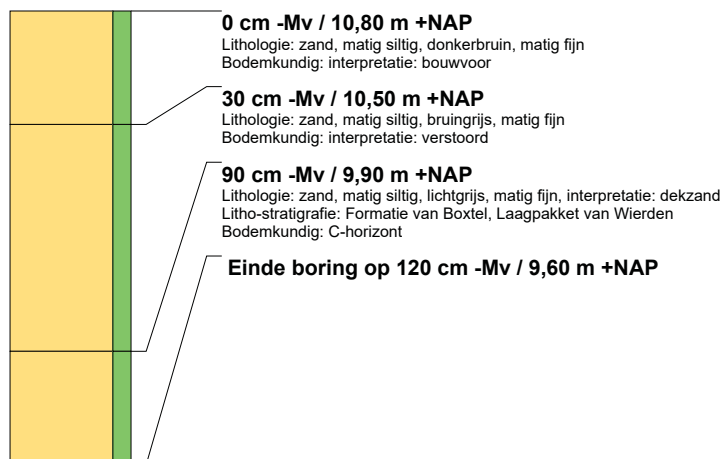 0 cm -Mv / 10,80 m +NAP
Lithologie: zand, matig siltig, donkerbruin, matig fijn
Bodemkundig: interpretatie: bouwvoor
30 cm -Mv / 10,50 m +NAP
Lithologie: zand, matig siltig, bruingrijs, matig fijn
Bodemkundig: interpretatie: verstoord
90 cm -Mv / 9,90 m +NAP
Lithologie: zand, matig siltig, lichtgrijs, matig fijn, interpretatie: dekzand
Litho-stratigrafie: Formatie van Boxtel, Laagpakket van Wierden
Bodemkundig: C-horizont
Einde boring op 120 cm -Mv / 9,60 m +NAP